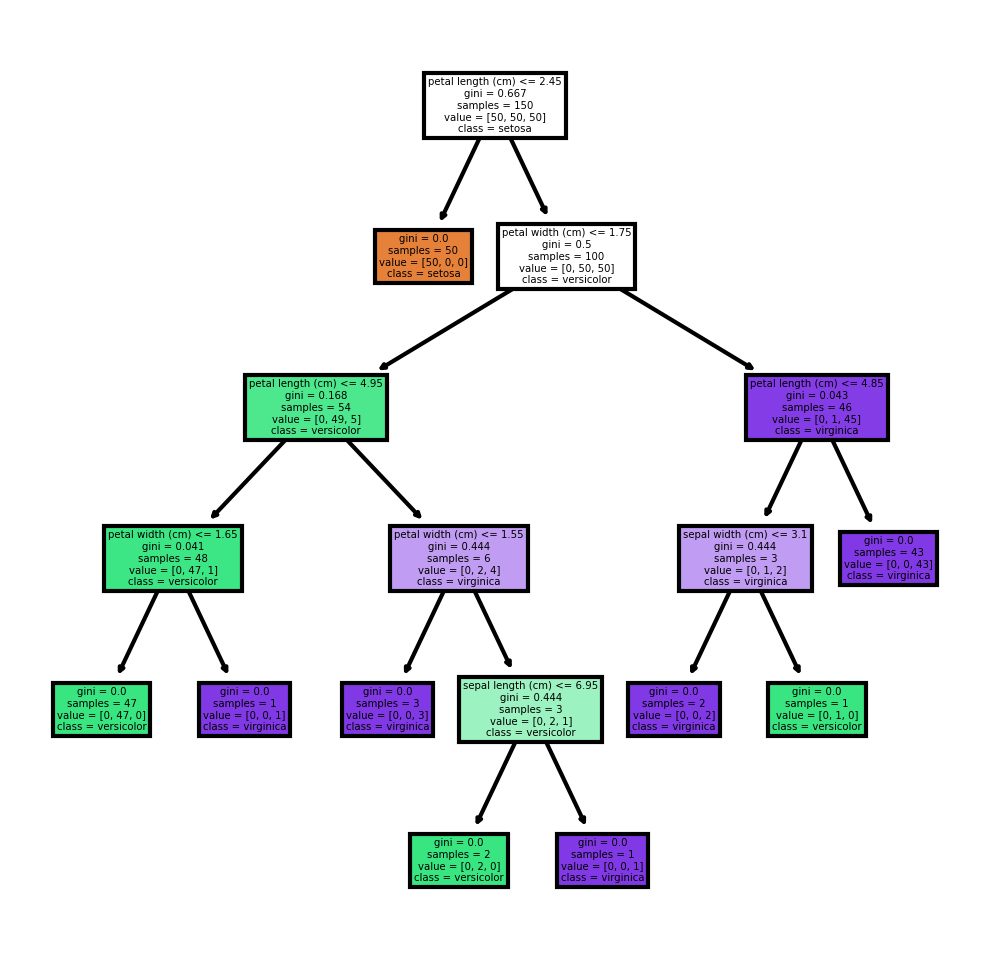 petal length (cm) <= 2.45
gini = 0.667
samples = 150
value = [50, 50, 50]
class = setosa
gini = 0.0
samples = 50
value = [50, 0, 0]
class = setosa
petal width (cm) <= 1.75
gini = 0.5
samples = 100
value = [0, 50, 50]
class = versicolor
petal length (cm) <= 4.95
gini = 0.168
samples = 54
value = [0, 49, 5]
class = versicolor
petal length (cm) <= 4.85
gini = 0.043
samples = 46
value = [0, 1, 45]
class = virginica
petal width (cm) <= 1.65
gini = 0.041
samples = 48
value = [0, 47, 1]
class = versicolor
petal width (cm) <= 1.55
gini = 0.444
samples = 6
value = [0, 2, 4]
class = virginica
sepal width (cm) <= 3.1
gini = 0.444
samples = 3
value = [0, 1, 2]
class = virginica
gini = 0.0
samples = 43
value = [0, 0, 43]
class = virginica
gini = 0.0
samples = 47
value = [0, 47, 0]
class = versicolor
gini = 0.0
samples = 1
value = [0, 0, 1]
class = virginica
gini = 0.0
samples = 3
value = [0, 0, 3]
class = virginica
sepal length (cm) <= 6.95
gini = 0.444
samples = 3
value = [0, 2, 1]
class = versicolor
gini = 0.0
samples = 2
value = [0, 0, 2]
class = virginica
gini = 0.0
samples = 1
value = [0, 1, 0]
class = versicolor
gini = 0.0
samples = 2
value = [0, 2, 0]
class = versicolor
gini = 0.0
samples = 1
value = [0, 0, 1]
class = virginica